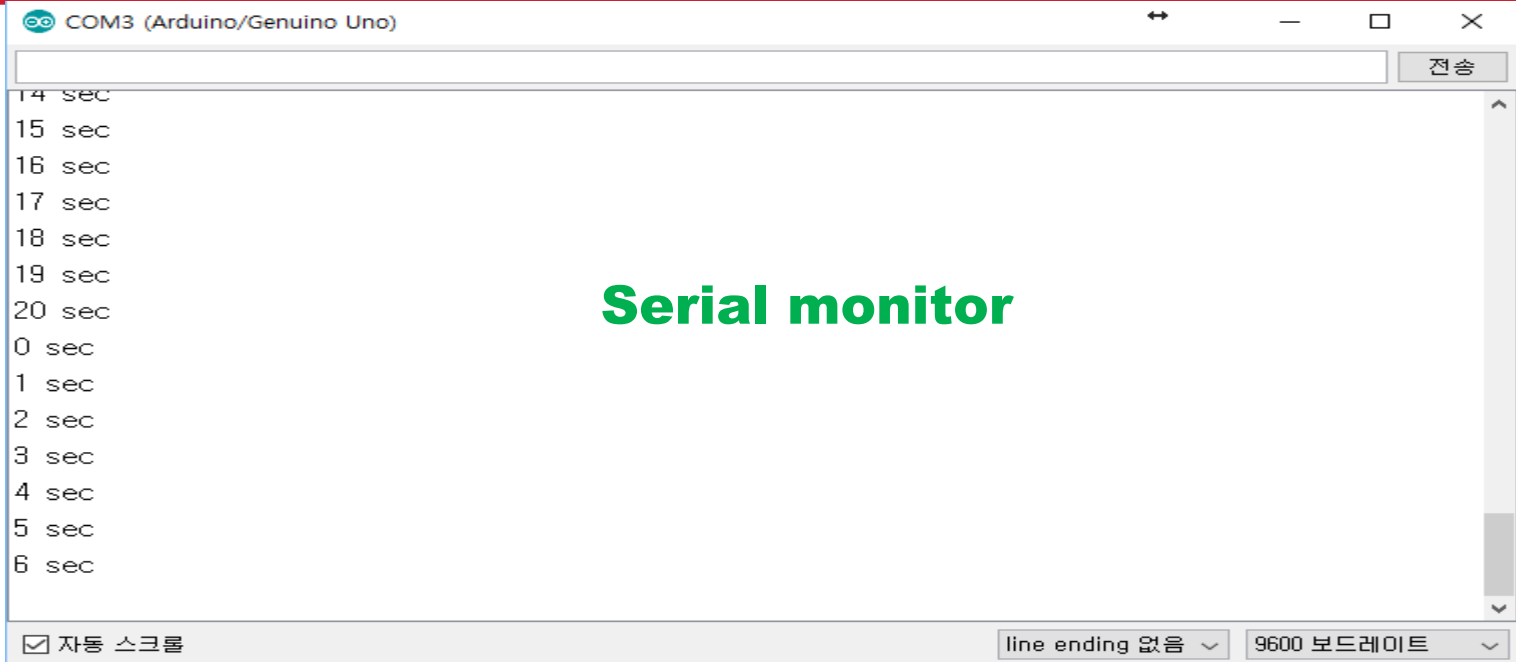 COM3 (Arduino/Genuino Uno)
전송
14 sec
15 sec
16 sec
17 sec
18 sec
19 sec
20 sec
0 sec
1 sec
2 sec
3 sec
4 sec
5 sec
6 sec
Serial monitor
자동 스크롤
line ending 없음
9600 보드레이트